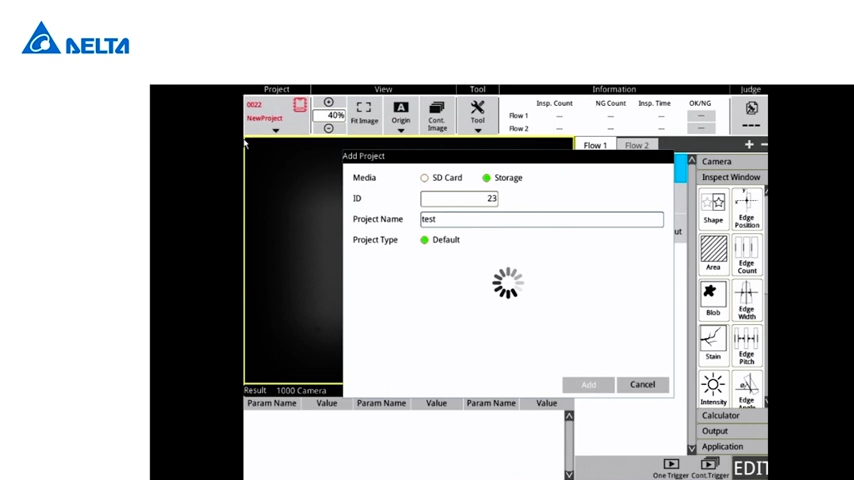 DELTA
Project View Tool Information Judge
0022
NewProject
40%
Fit Image
Origin
Cont.
Image
Tool
Insp. Count NG Count Insp. Time OK/NG
Flow 1 --- --- --- ---
Flow 2 --- --- --- ---
---
Flow 1 Flow 2 + -
Add Project
Media SD Card Storage
ID 23
Project Name test
Project Type Default
Add Cancel
ut
Camera
Inspect Window
Shape
Edge
Position
Area
Edge
Count
Blob
Edge
Width
Stain
Edge
Pitch
Intensity
Edge
Calculator
Output
Application
Result 1000 Camera
Param Name Value Param Name Value Param Name Value
One Trigger Cont.Trigger
EDIT